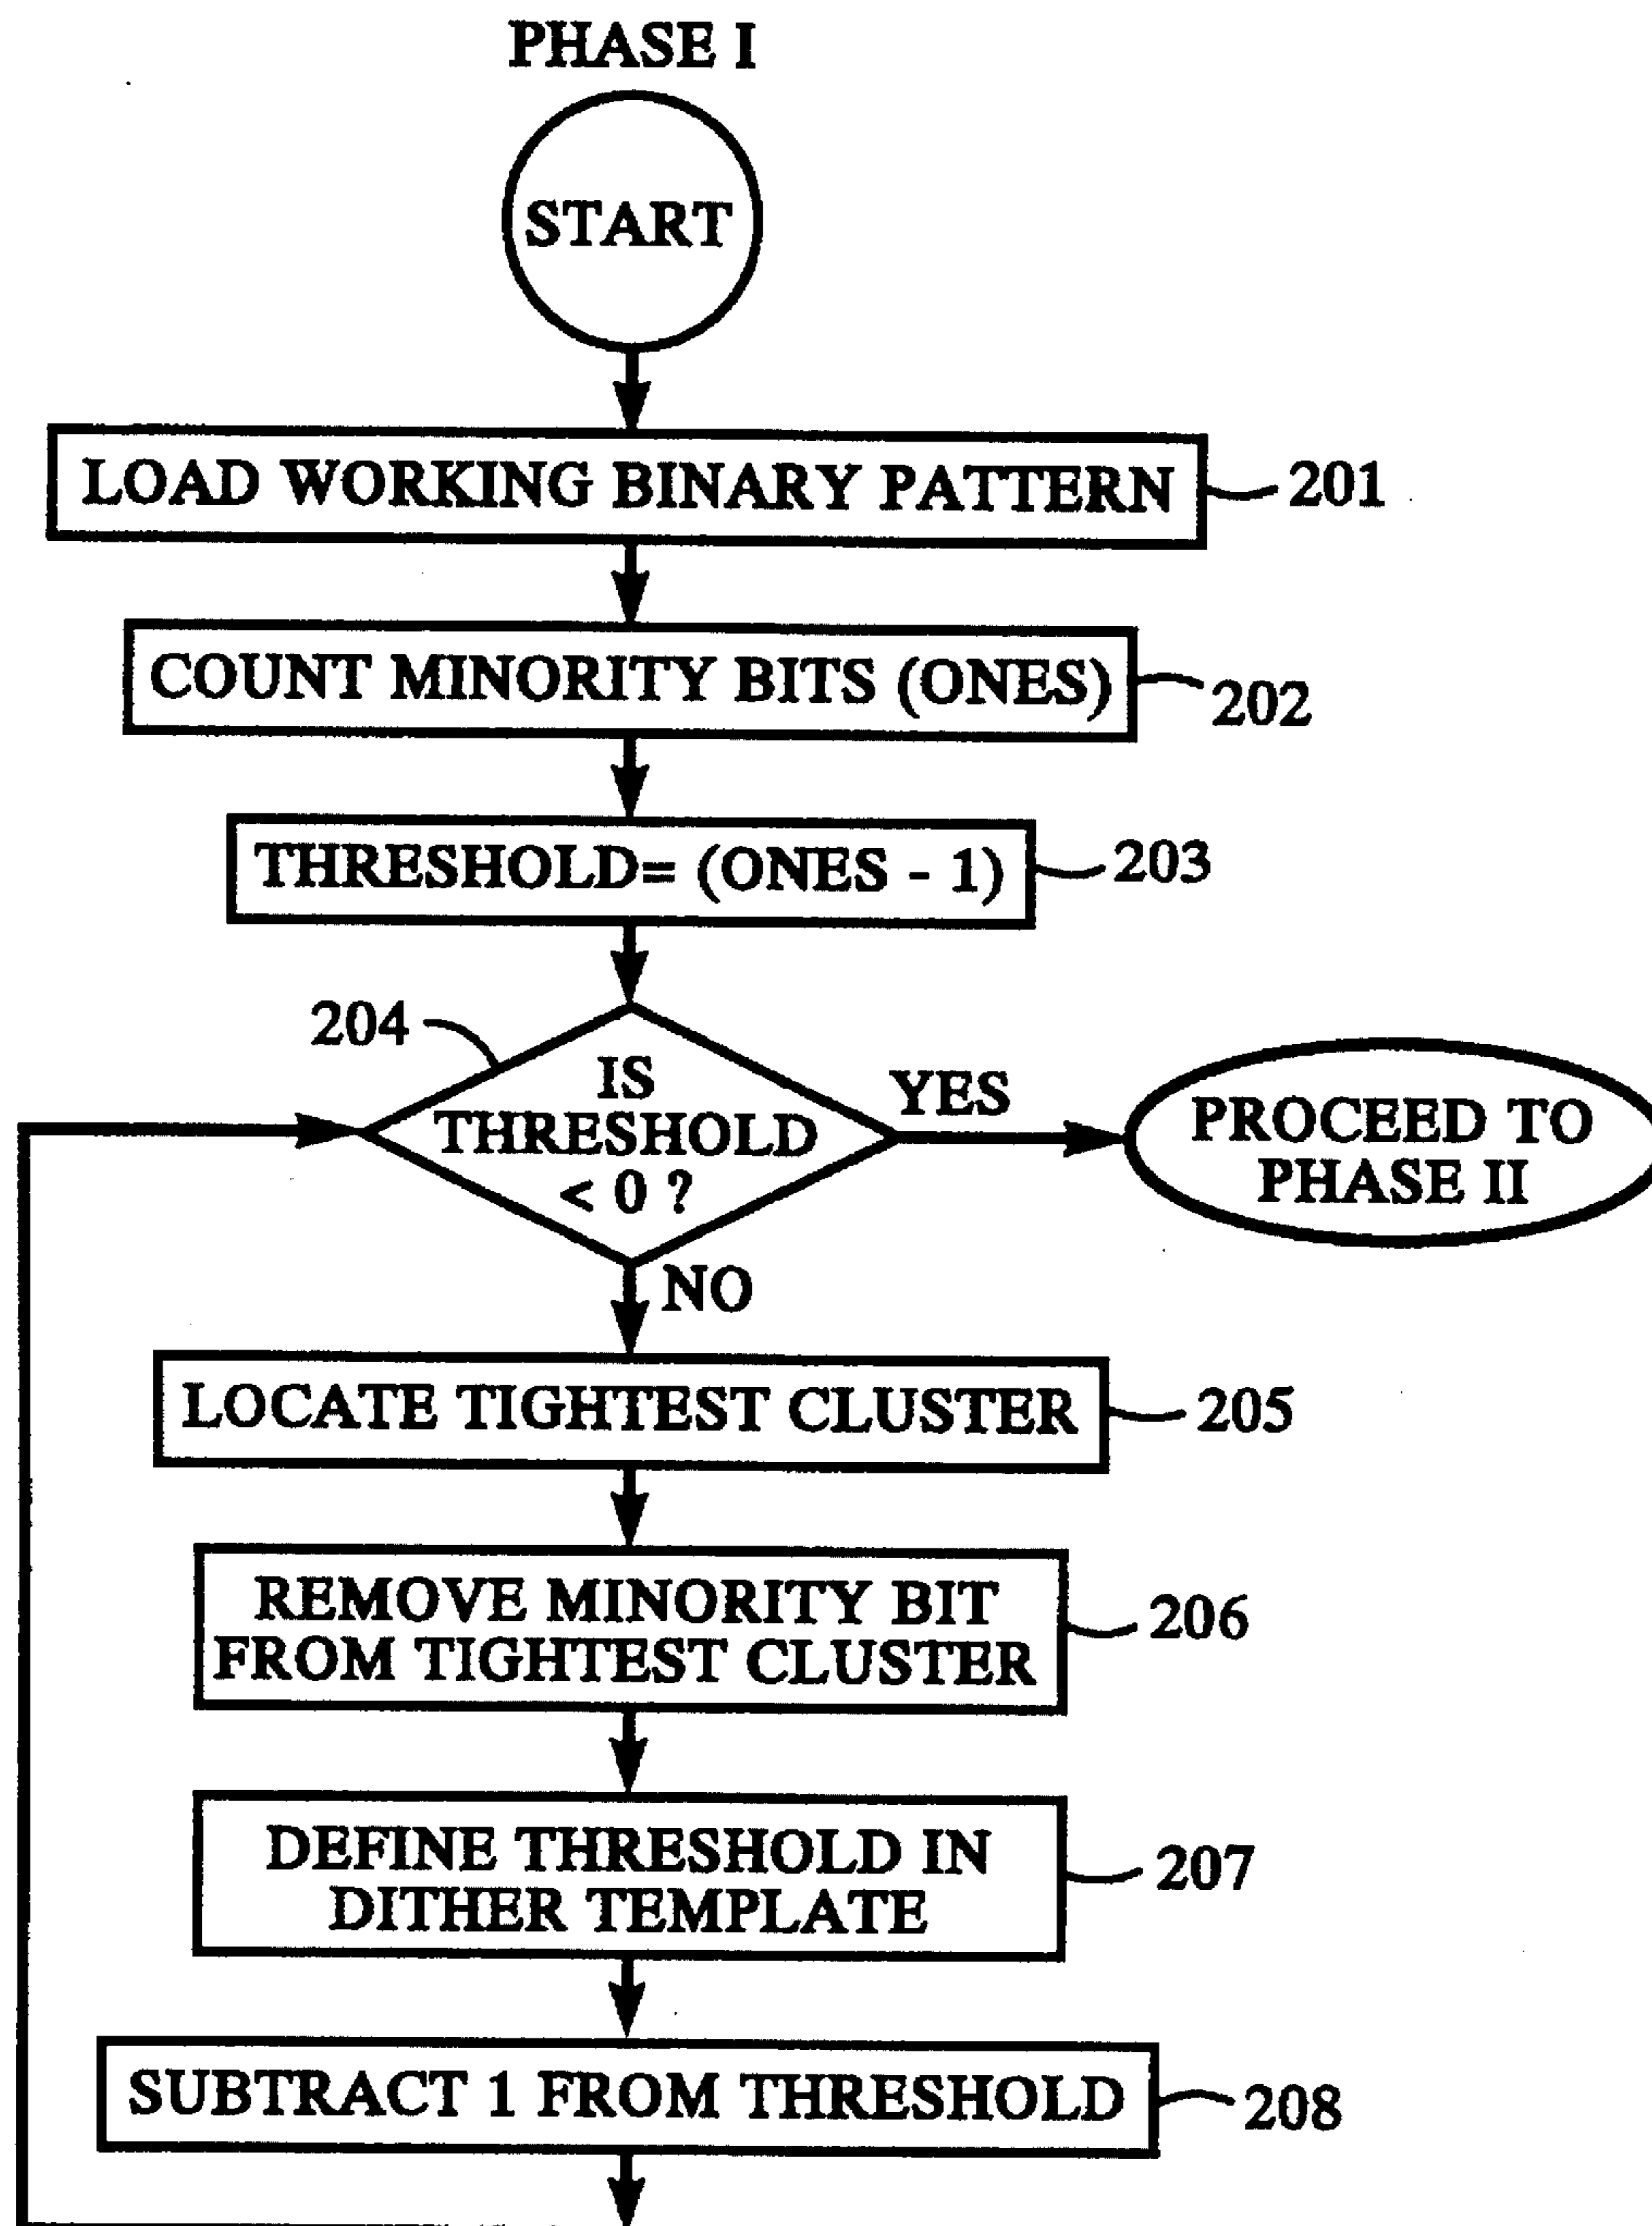 PHASE I
START
LOAD WORKING BINARY PATTERN
201
COUNT MINORITY BITS (ONES)
202
THRESHOLD= (ONES - 1)
203
204
IS
THRESHOLD
< 0 ?
YES
PROCEED TO
PHASE II
NO
LOCATE TIGHTEST CLUSTER
205
REMOVE MINORITY BIT
FROM TIGHTEST CLUSTER
206
DEFINE THRESHOLD IN
DITHER TEMPLATE
207
SUBTRACT 1 FROM THRESHOLD
208